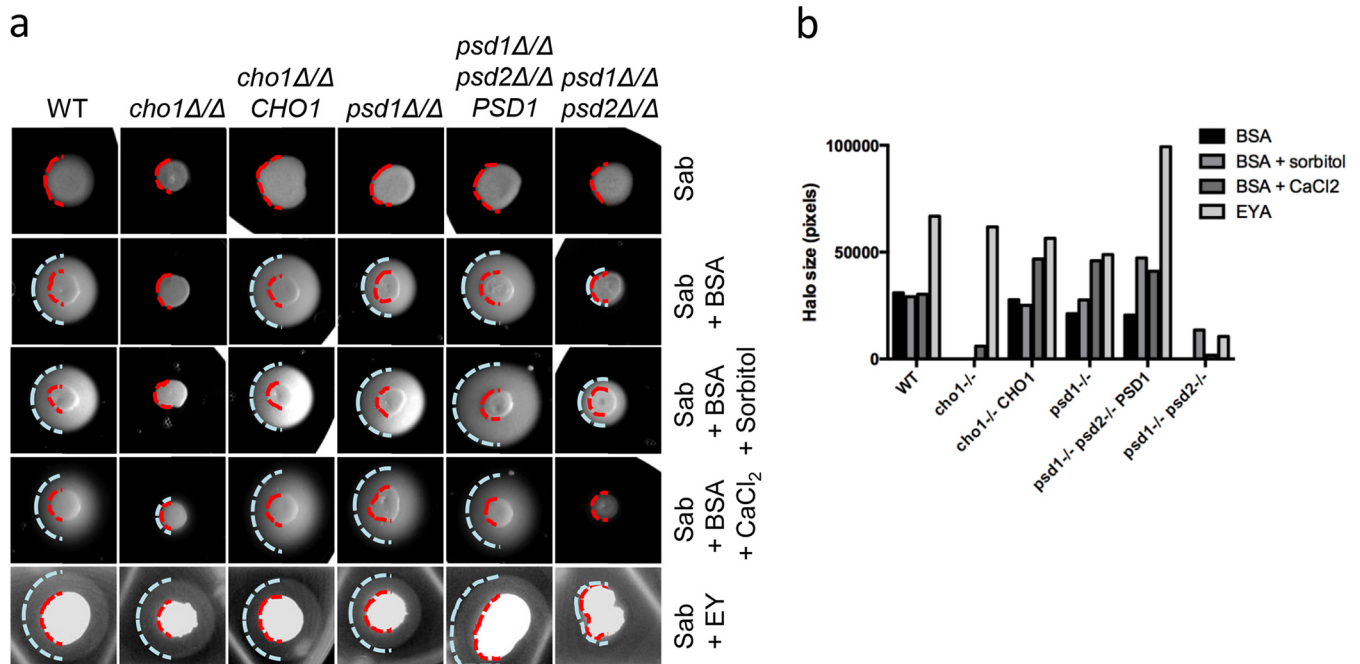 a
b
psd1Δ/Δ
cho1Δ/Δ psd2Δ/Δ psd1Δ/Δ
WT cho1Δ/Δ CHO1 psd1Δ/Δ PSD1 psd2Δ/Δ
Sab
Sab
+ BSA
Sab
+ BSA
+ Sorbitol
Sab
+ BSA
+ CaCl₂
Sab
+ EY
BSA
BSA + sorbitol
BSA + CaCl2
EYA
Halo size (pixels)
100000
50000
0
WT
cho1-/-
cho1-/- CHO1
psd1-/-
psd1-/- psd2-/- PSD1
psd1-/- psd2-/-